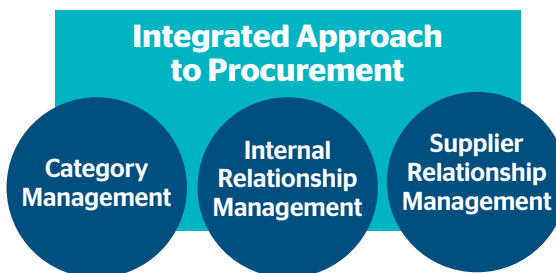 Integrated Approach
to Procurement
Category
Management
Internal
Relationship
Management
Supplier
Relationship
Management